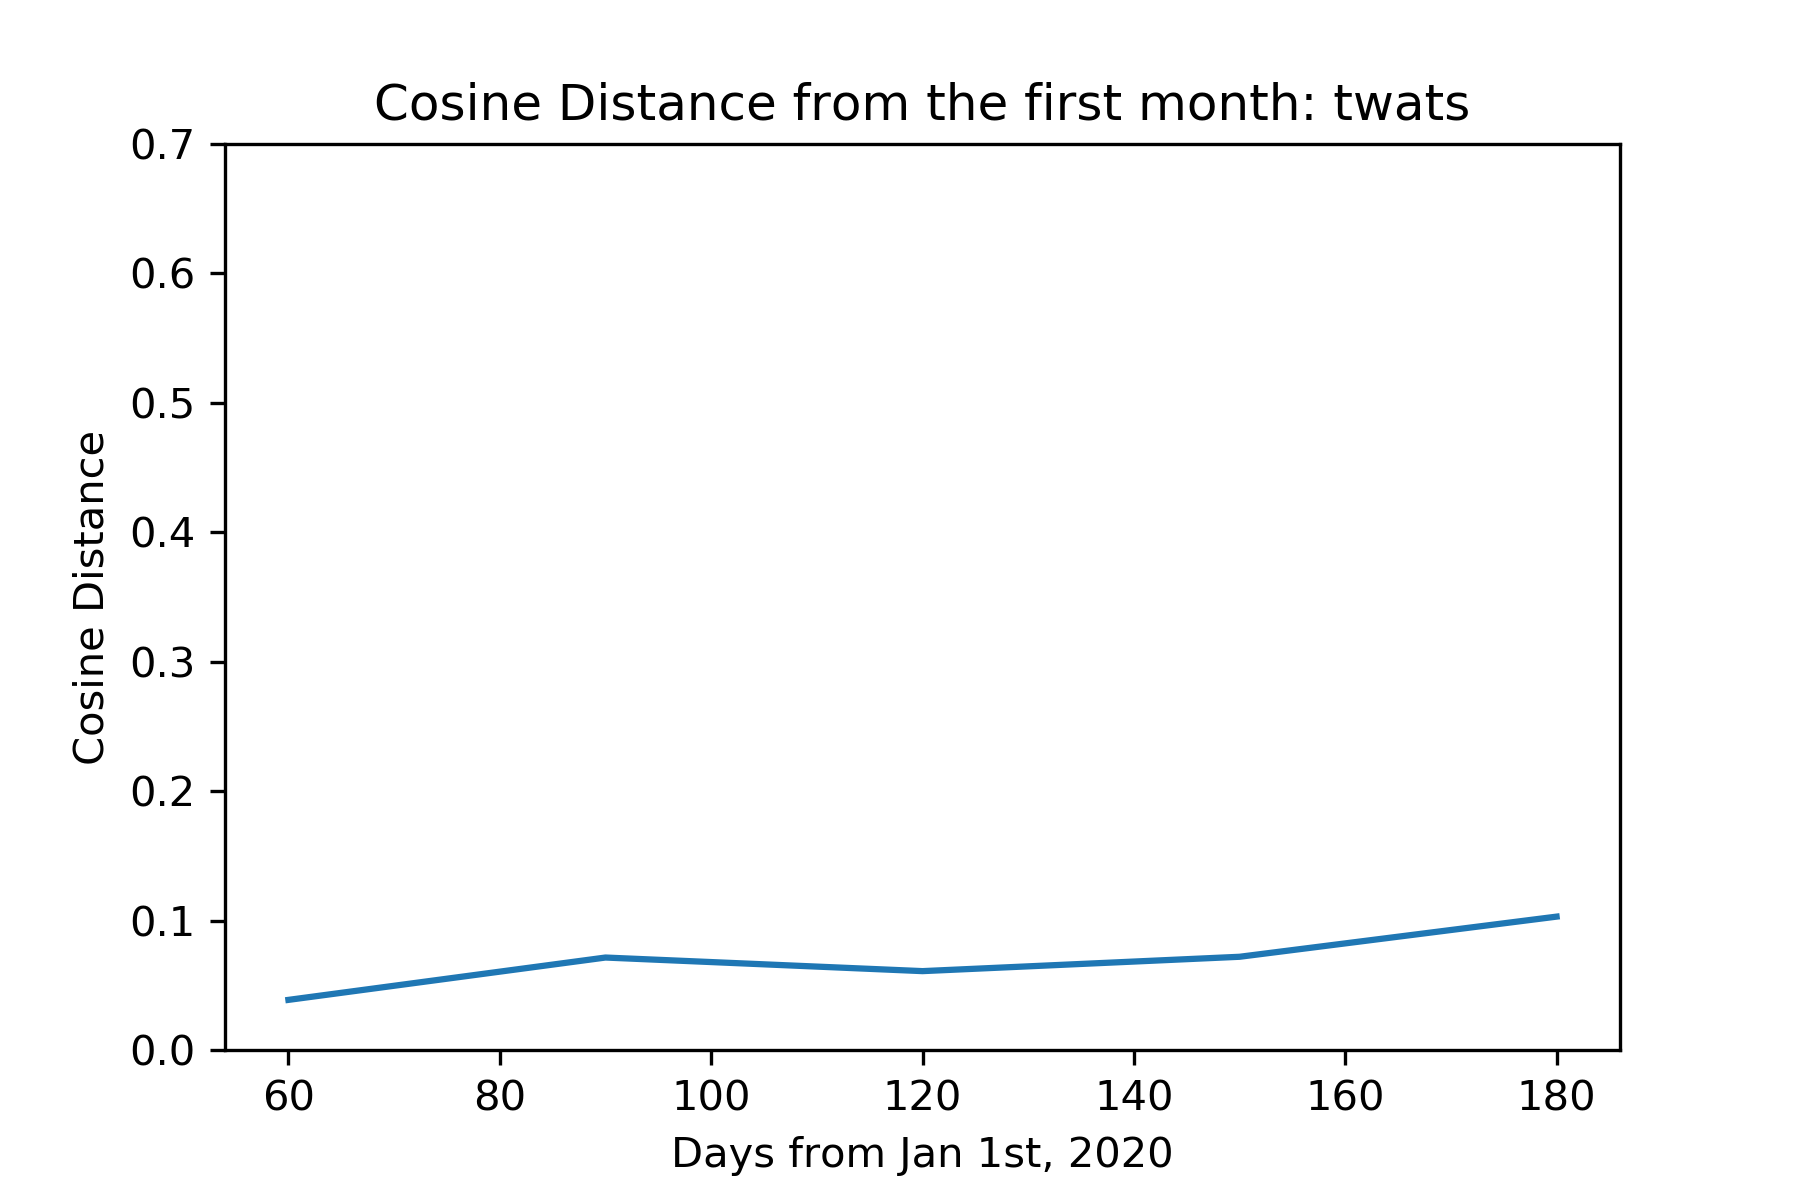 Cosine Distance from the first month: twats
0.7
0.6
0.5
0.4
0.3
0.2
0.1
0.0
Cosine Distance
60 80 100 120 140 160 180
Days from Jan 1st, 2020